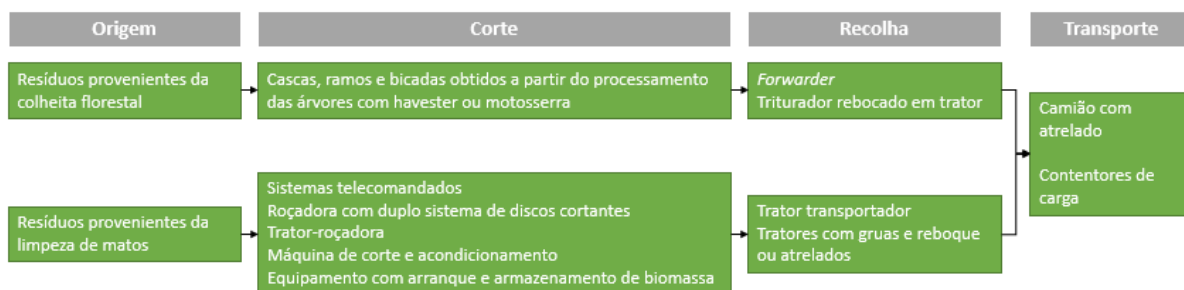 Origem
Corte
Recolha
Transporte
Resíduos provenientes da
colheita florestal
Cascas, ramos e bicadas obtidos a partir do processamento
das árvores com havester ou motosserra
Forwarder
Triturador rebocado em trator
Camião com
atrelado
Contentores de
carga
Resíduos provenientes da
limpeza de matos
Sistemas telecomandados
Roçadora com duplo sistema de discos cortantes
Trator-roçadora
Máquina de corte e acondicionamento
Equipamento com arranque e armazenamento de biomassa
Trator transportador
Tratores com gruas e reboque
ou atrelados